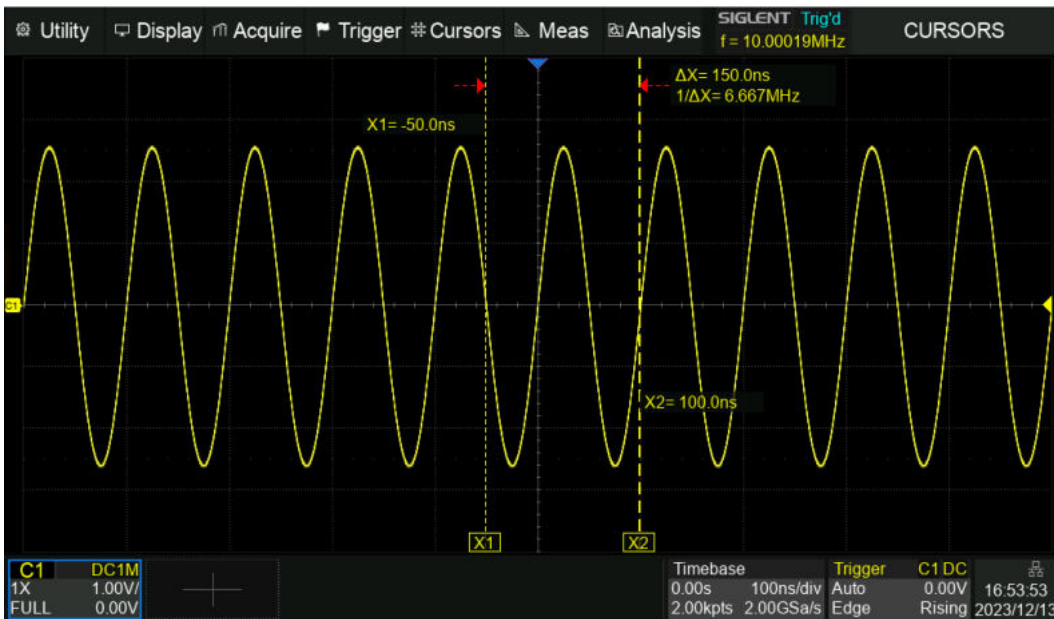 Utility Display Acquire Trigger Cursors Meas Analysis SIGLENT Trig'd CURSORS
f = 10.00019MHz
ΔX= 150.0ns
1/ΔX= 6.667MHz
X1= -50.0ns
C1
X2= 100.0ns
X1 X2
C1 DC1M
1X 1.00V/
FULL 0.00V
Timebase
0.00s 100ns/div
2.00kpts 2.00GSa/s
Trigger C1 DC
Auto 0.00V
Edge Rising
16:53:53
2023/12/13